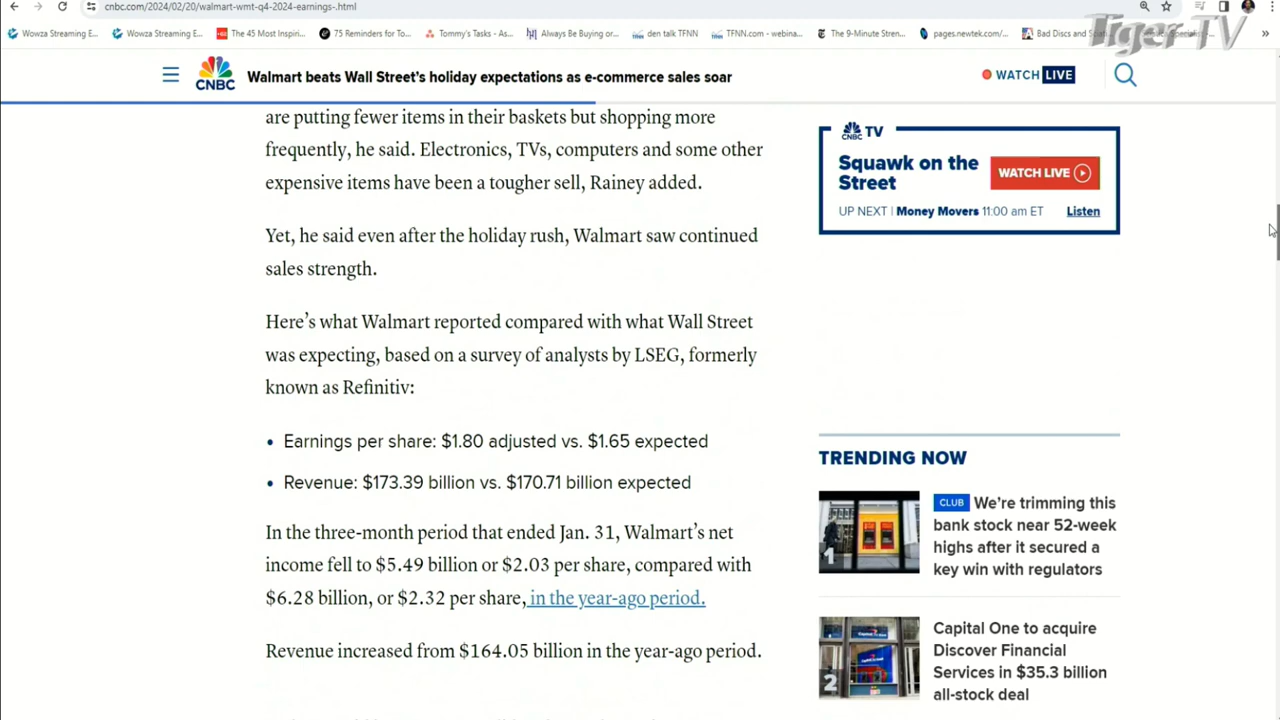 cnbc.com/2024/02/20/walmart-wmt-q4-2024-earnings-.html
Wowza Streaming E...
Wowza Streaming E...
The 45 Most Inspiri...
75 Reminders for To...
Tommy's Tasks - As...
Always Be Buying or...
den talk TFNN
TFNN.com - webina...
The 9-Minute Stren...
pages.newtek.com/...
Bad Discs and
Tiger TV
CNBC
Walmart beats Wall Street's holiday expectations as e-commerce sales soar
WATCH LIVE
are putting fewer items in their baskets but shopping more
frequently, he said. Electronics, TVs, computers and some other
expensive items have been a tougher sell, Rainey added.
Yet, he said even after the holiday rush, Walmart saw continued
sales strength.
Here's what Walmart reported compared with what Wall Street
was expecting, based on a survey of analysts by LSEG, formerly
known as Refinitiv:
• Earnings per share: $1.80 adjusted vs. $1.65 expected
• Revenue: $173.39 billion vs. $170.71 billion expected
In the three-month period that ended Jan. 31, Walmart's net
income fell to $5.49 billion or $2.03 per share, compared with
$6.28 billion, or $2.32 per share, in the year-ago period.
Revenue increased from $164.05 billion in the year-ago period.
CNBC TV
Squawk on the
Street
WATCH LIVE
UP NEXT | Money Movers 11:00 am ET
Listen
TRENDING NOW
1
CLUB We're trimming this
bank stock near 52-week
highs after it secured a
key win with regulators
2
Capital One to acquire
Discover Financial
Services in $35.3 billion
all-stock deal